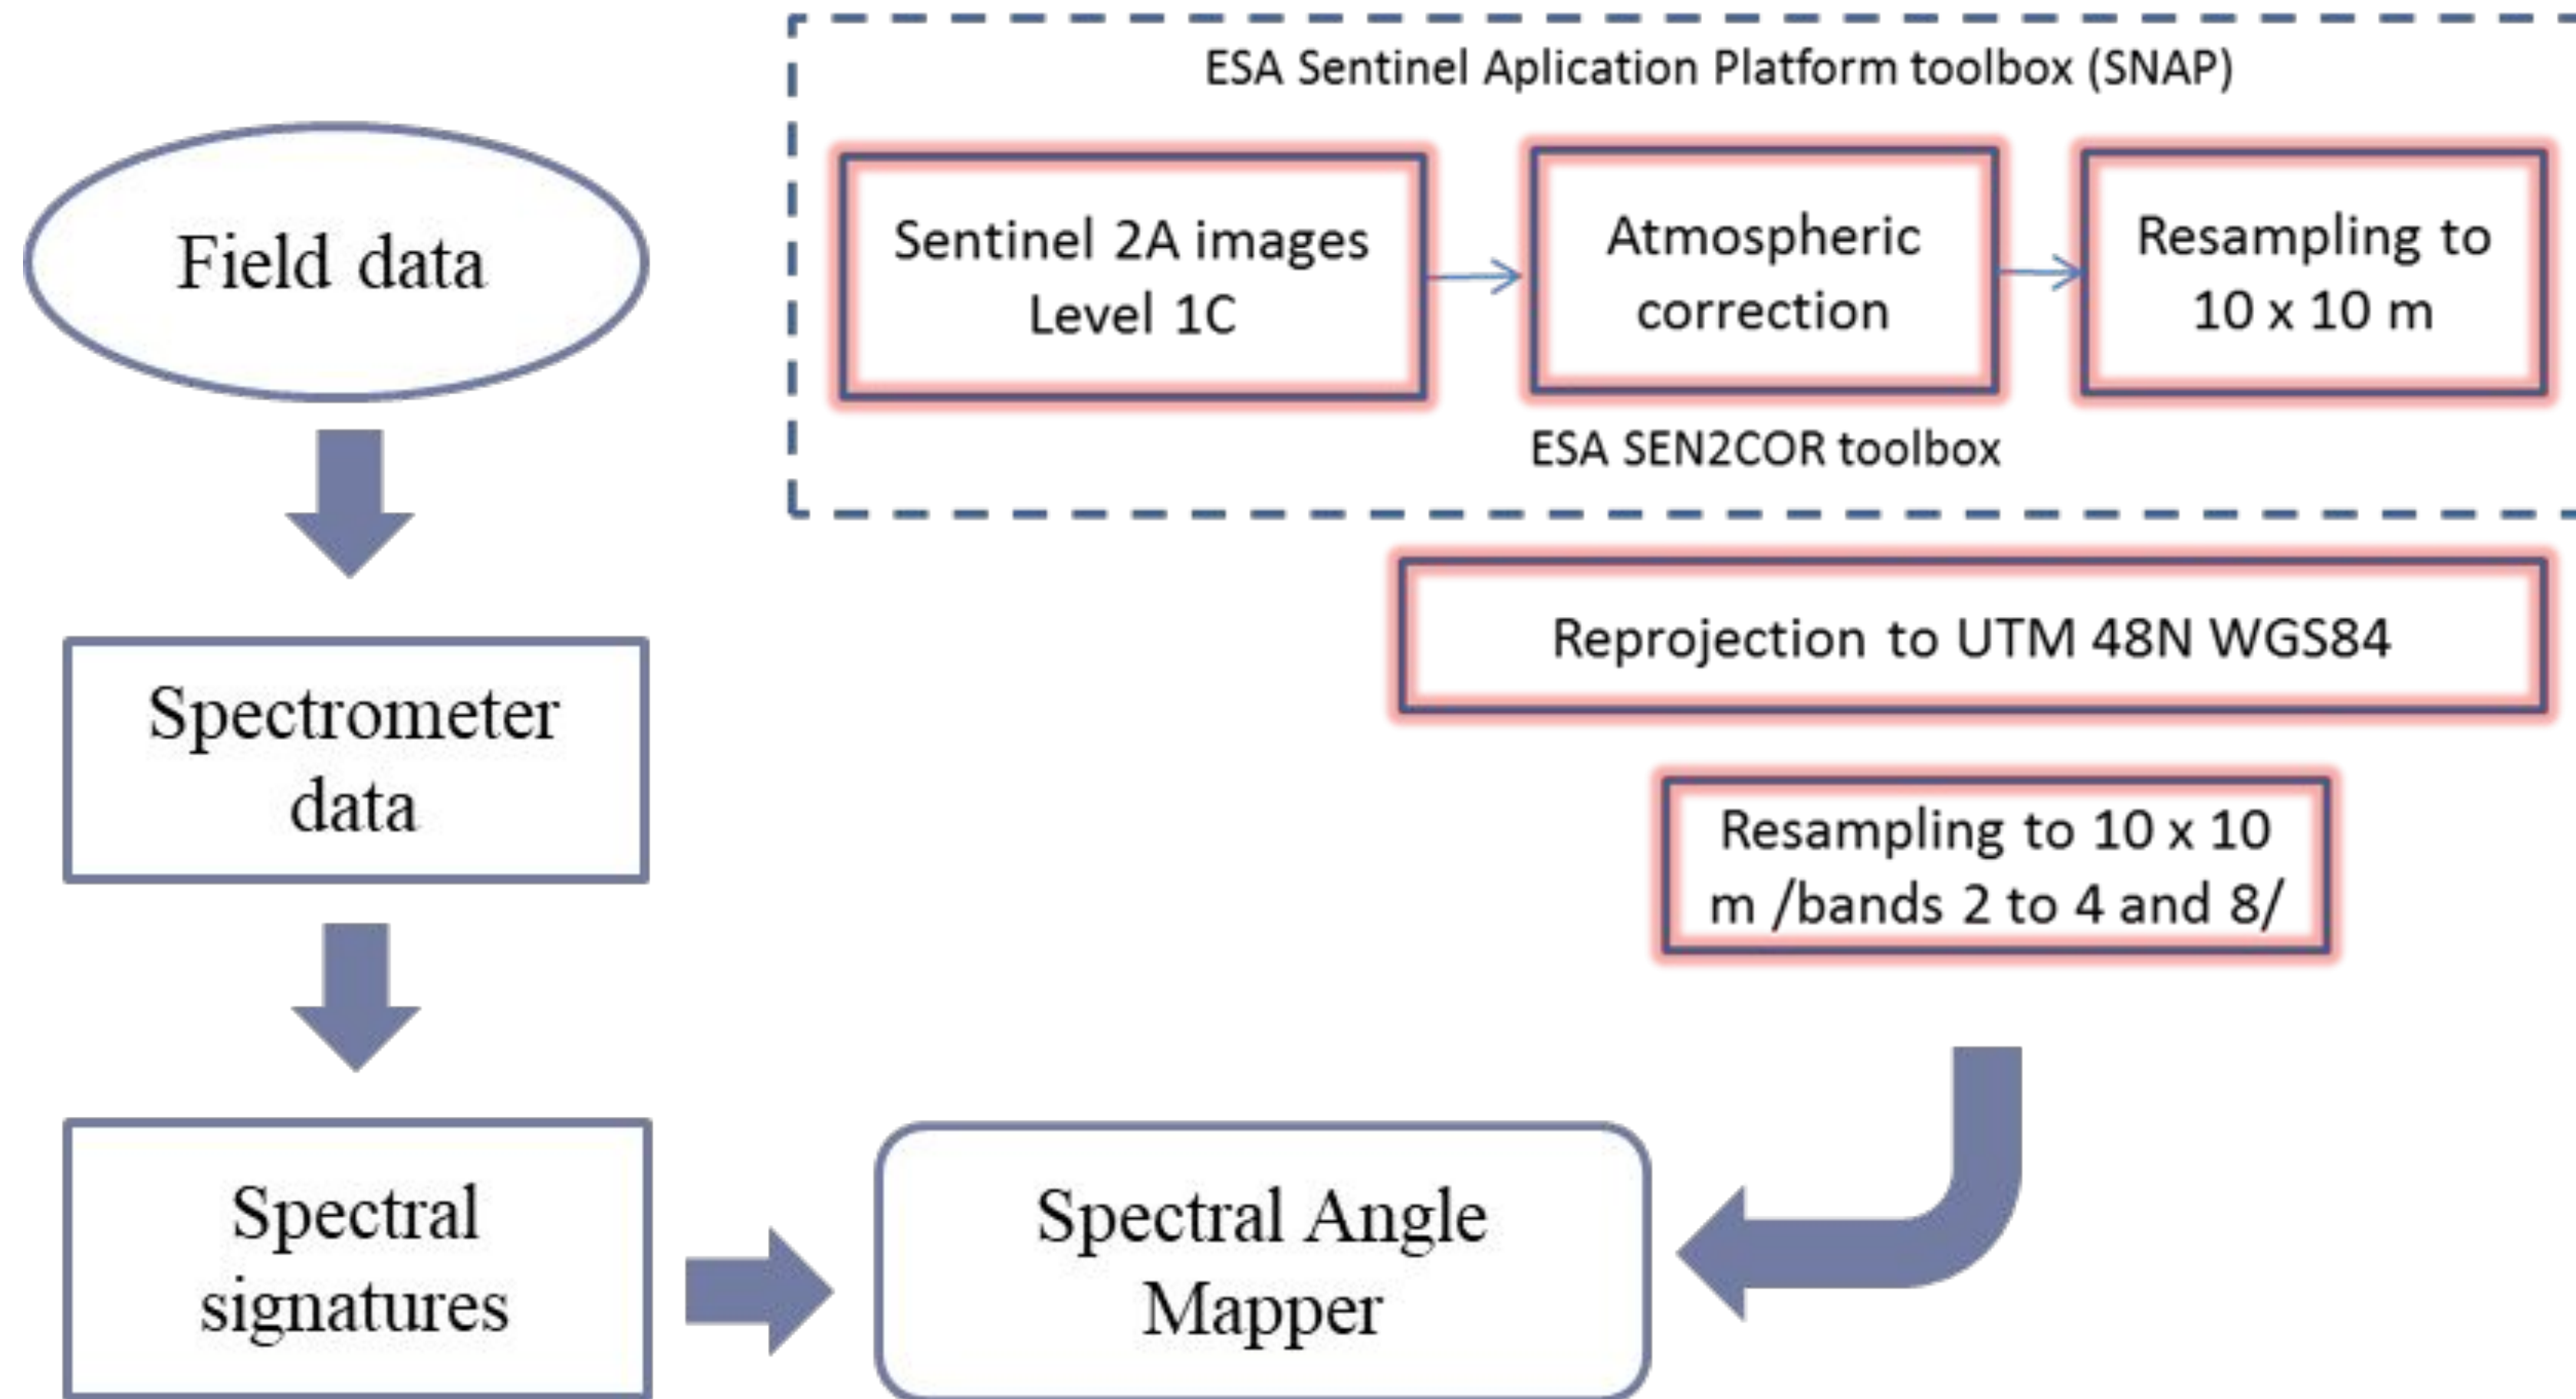 ESA Sentinel Aplication Platform toolbox (SNAP)
Field data
Sentinel 2A images
Level 1C
Atmospheric
correction
Resampling to
10 x 10 m
ESA SEN2COR toolbox
Reprojection to UTM 48N WGS84
Spectrometer
data
Resampling to 10 x 10
m /bands 2 to 4 and 8/
Spectral
signatures
Spectral Angle
Mapper